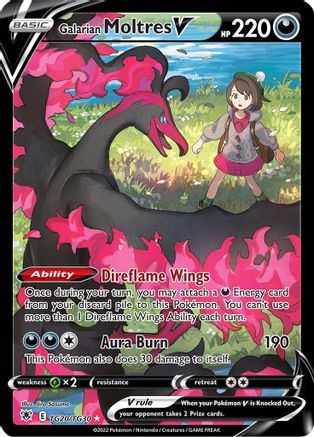 BASIC
Galarian Moltres V HP 220
Ability Direflame Wings
Once during your turn, you may attach a Energy card
from your discard pile to this Pokémon. You can't use
more than 1 Direflame Wings Ability each turn.
Aura Burn 190
This Pokémon also does 30 damage to itself.
weakness ×2 resistance retreat
Illus. Jiro Sasumo
V rule When your Pokémon V is Knocked Out,
your opponent takes 2 Prize cards.
E TG20/TG30
©2022 Pokémon / Nintendo / Creatures / GAME FREAK